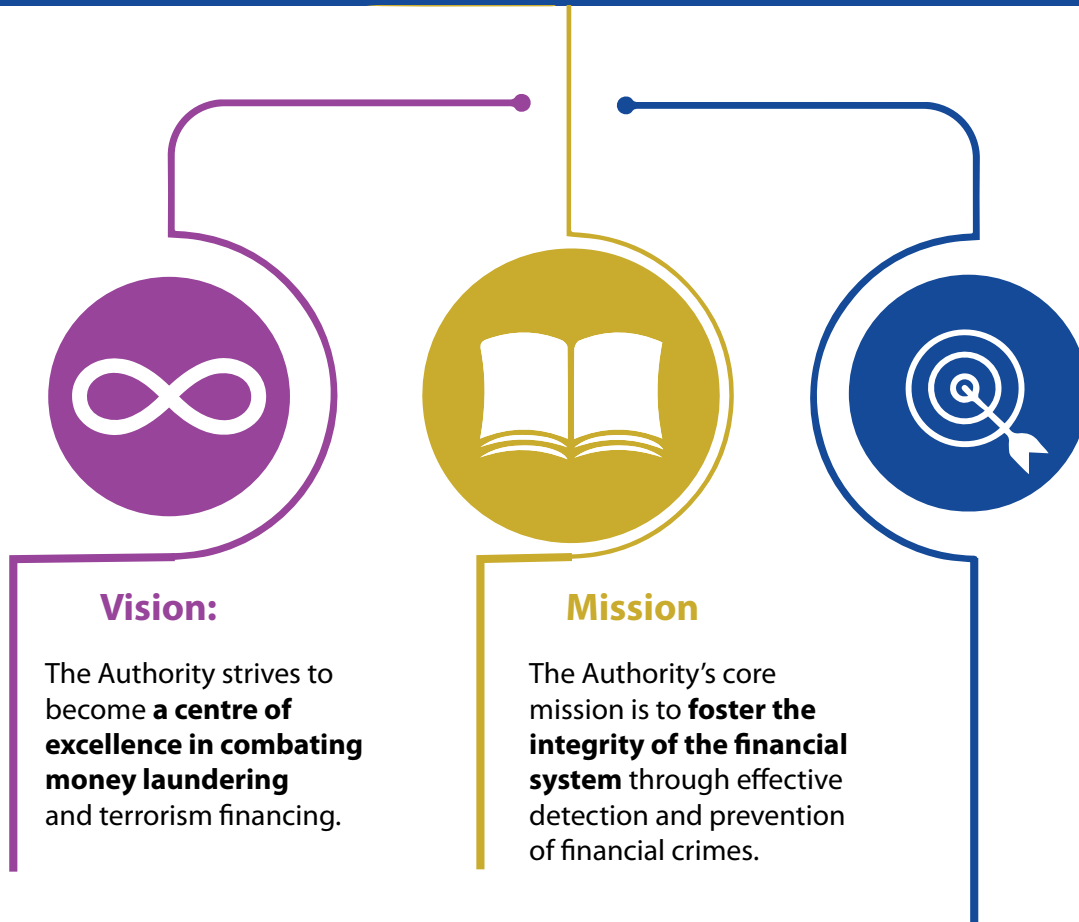 Vision:
The Authority strives to
become a centre of
excellence in combating
money laundering
and terrorism financing.
Mission
The Authority’s core
mission is to foster the
integrity of the financial
system through effective
detection and prevention
of financial crimes.